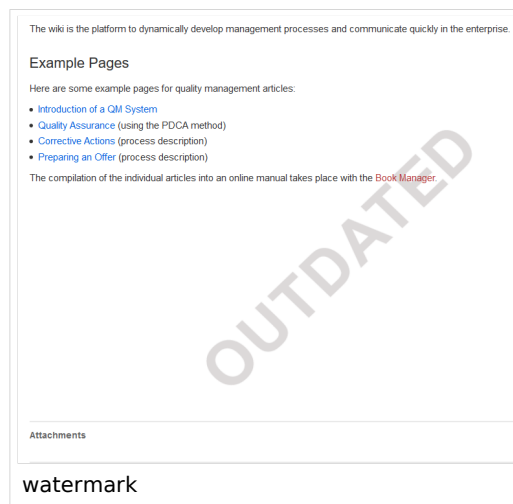 The wiki is the platform to dynamically develop management processes and communicate quickly in the enterprise.
Example Pages
Here are some example pages for quality management articles:
• Introduction of a QM System
• Quality Assurance (using the PDCA method)
• Corrective Actions (process description)
• Preparing an Offer (process description)
The compilation of the individual articles into an online manual takes place with the Book Manager.
OUTDATED
Attachments
watermark